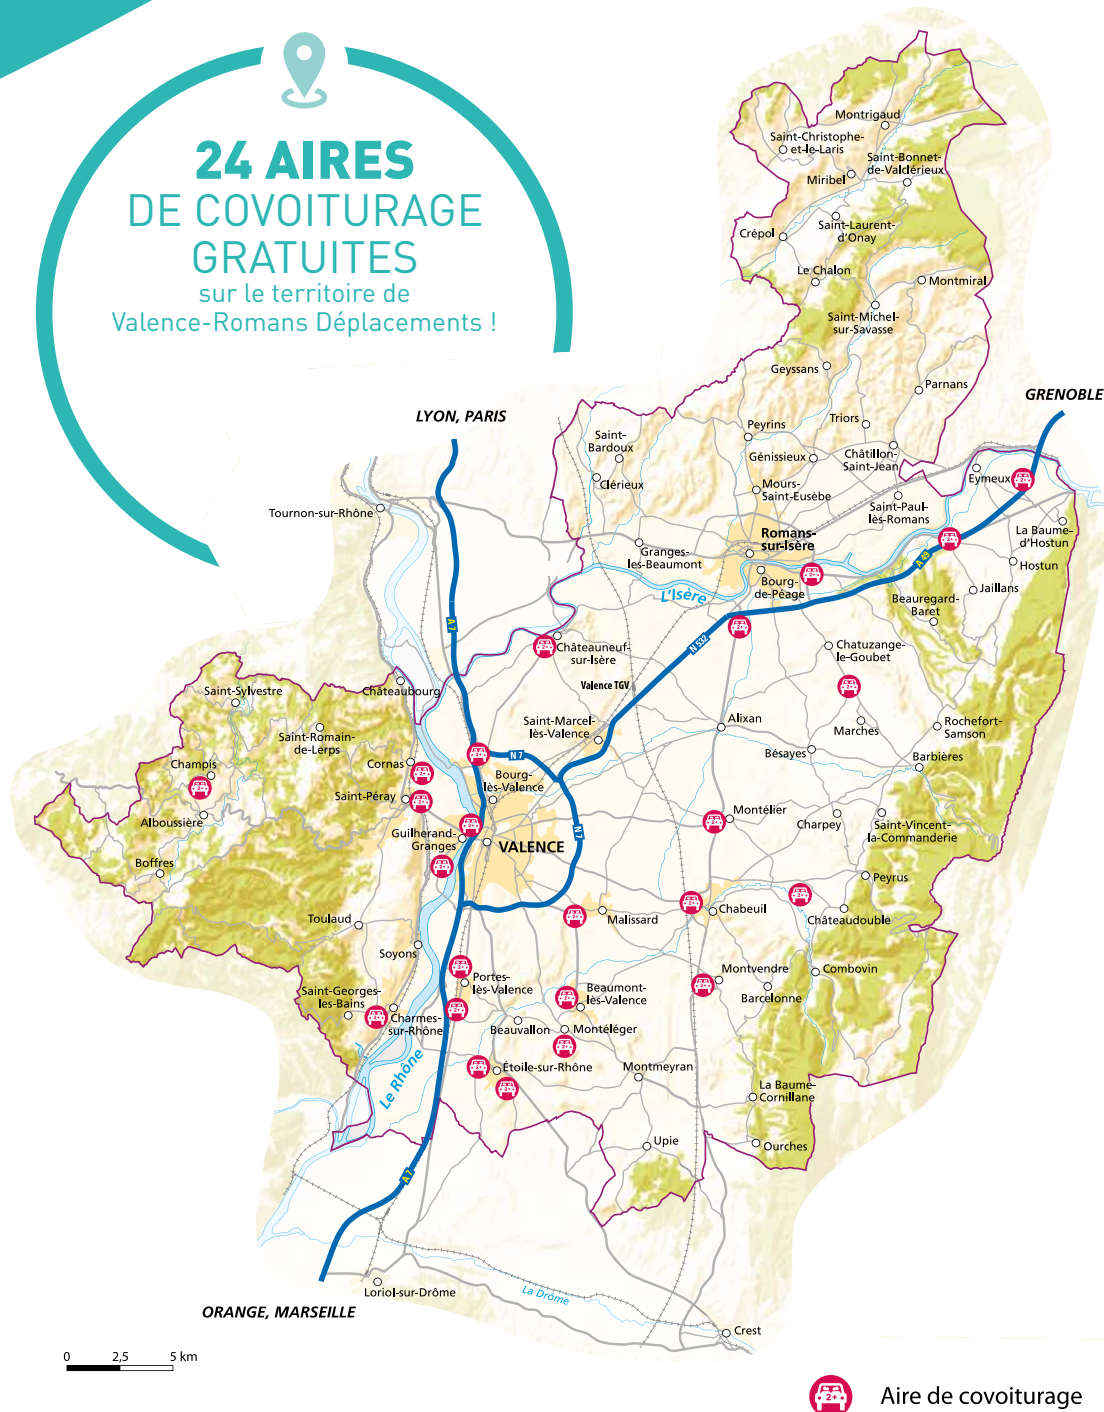 24 AIRES
DE COVOITURAGE
GRATUITES
sur le territoire de
Valence-Romans Déplacements !
Montrigaud
Saint-Christophe-
et-le-Laris
Saint-Bonnet-
de-Valclérieux
Miribel
Saint-Laurent-
d'Onay
Crépol
Le Chalon
Montmiral
Saint-Michel-
sur-Savasse
Geyssans
Parnans
GRENOBLE
LYON, PARIS
Triors
Peyrins
Saint-
Bardoux
Génissieux
Châtillon-
Saint-Jean
Clérieux
Eymeux
Mours-
Saint-Eusèbe
Saint-Paul-
lès-Romans
Tournon-sur-Rhône
La Baume-
d'Hostun
Romans-
sur-Isère
Granges-
les-Beaumont
A 49
Hostun
Bourg-
de-Péage
L'Isère
Jaillans
Beauregard-
Baret
A 7
N 532
Châteauneuf-
sur-Isère
Chatuzange-
le-Goubet
Valence TGV
Saint-Sylvestre
Châteaubourg
Saint-Marcel-
lès-Valence
Alixan
Marches
Rochefort-
Samson
Saint-Romain-
de-Lerps
Bésayes
Barbières
N 7
Champis
Cornas
Bourg-
lès-Valence
Saint-Péray
Montélier
Charpey
Saint-Vincent-
la-Commanderie
Alboussière
Guilherand-
Granges
N 7
VALENCE
Boffres
Peyrus
Toulaud
Malissard
Chabeuil
Châteaudouble
Soyons
Portes-
lès-Valence
Montvendre
Combovin
Saint-Georges-
les-Bains
Beaumont-
lès-Valence
Barcelonne
Charmes-
sur-Rhône
Beauvallon
Montéléger
Le Rhône
Étoile-sur-Rhône
Montmeyran
La Baume-
Cornillane
Upie
Ourches
A 7
Loriol-sur-Drôme
La Drôme
ORANGE, MARSEILLE
Crest
0 2,5 5 km
2+ Aire de covoiturage